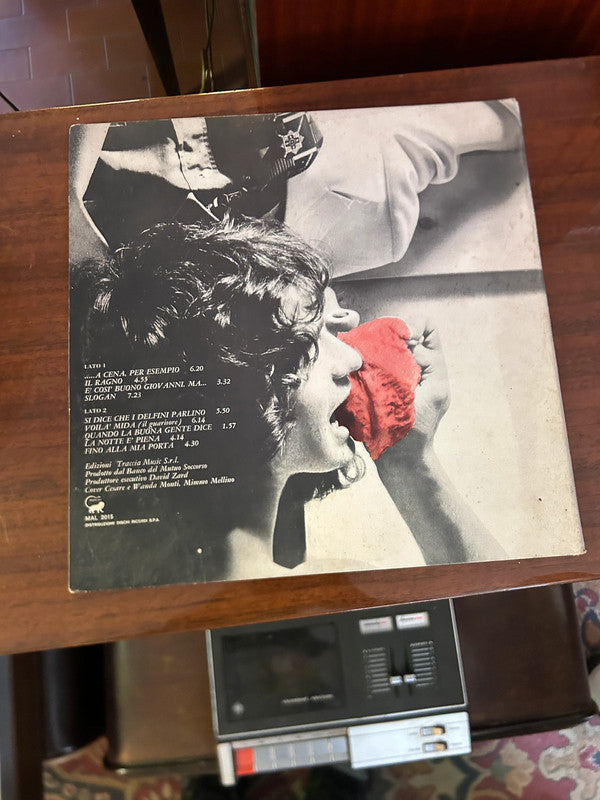 LATO 1
.....A CENA, PER ESEMPIO 6.20
IL RAGNO 4.55
E' COSI' BUONO GIOVANNI, MA... 3.32
SLOGAN 7.23
LATO 2
SI DICE CHE I DELFINI PARLINO 5.50
VOILA' MIDA (il guaritore) 6.14
QUANDO LA BUONA GENTE DICE 1.57
LA NOTTE E' PIENA 4.14
FINO ALLA MIA PORTA 4.30
Edizioni Traccia Music S.r.l.
Prodotto dal Banco del Mutuo Soccorso
Produttore esecutivo David Zard
Cover Cesare e Wanda Monti, Mimmo Mellino
MAL 2015
DISTRIBUZIONE DISCHI RICORDI S.P.A.